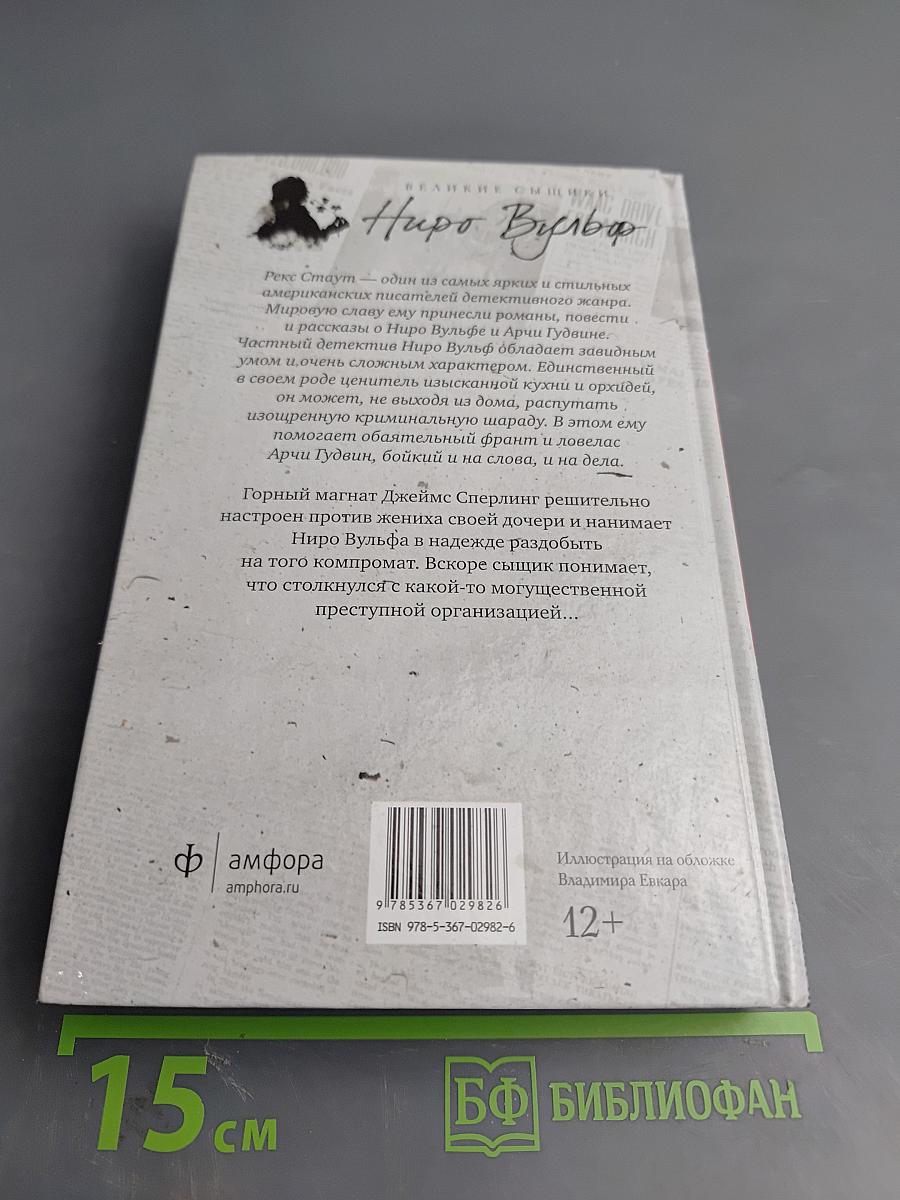 ВЕЛИКИЕ СЫЩИКИ
Ниро Вульф
Рекс Стаут — один из самых ярких и стильных
американских писателей детективного жанра.
Мировую славу ему принесли романы, повести
и рассказы о Ниро Вульфе и Арчи Гудвине.
Частный детектив Ниро Вульф обладает завидным
умом и очень сложным характером. Единственный
в своем роде ценитель изысканной кухни и орхидей,
он может, не выходя из дома, распутать
изощренную криминальную шараду. В этом ему
помогает обаятельный франт и ловелас
Арчи Гудвин, бойкий и на слова, и на дела.
Горный магнат Джеймс Сперлинг решительно
настроен против жениха своей дочери и нанимает
Ниро Вульфа в надежде раздобыть
на того компромат. Вскоре сыщик понимает,
что столкнулся с какой-то могущественной
преступной организацией...
амфора
amphora.ru
9 785367 029826
ISBN 978-5-367-02982-6
Иллюстрация на обложке
Владимира Евкара
12+
15 см
БФ БИБЛИОФАН